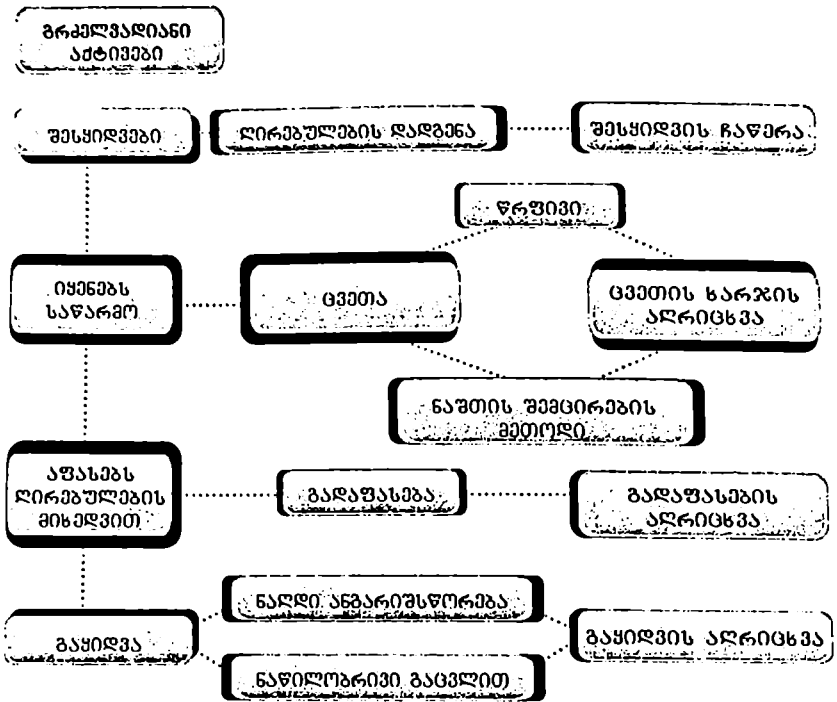 გრძელვადიანი
აქტივები
შესყიდვები
ღირებულების დადგენა
შესყიდვის ჩაწერა
წრფივი
იყენებს
საწარმო
ცვეთა
ცვეთის ხარჯის
აღრიცხვა
ნაშთის შემცირების
მეთოდი
აფასებს
ღირებულების
მიხედვით
გადაფასება
გადაფასების
აღრიცხვა
ნაღდი ანგარიშსწორება
გაყიდვა
გაყიდვის აღრიცხვა
ნაწილობრივი გაცვლით